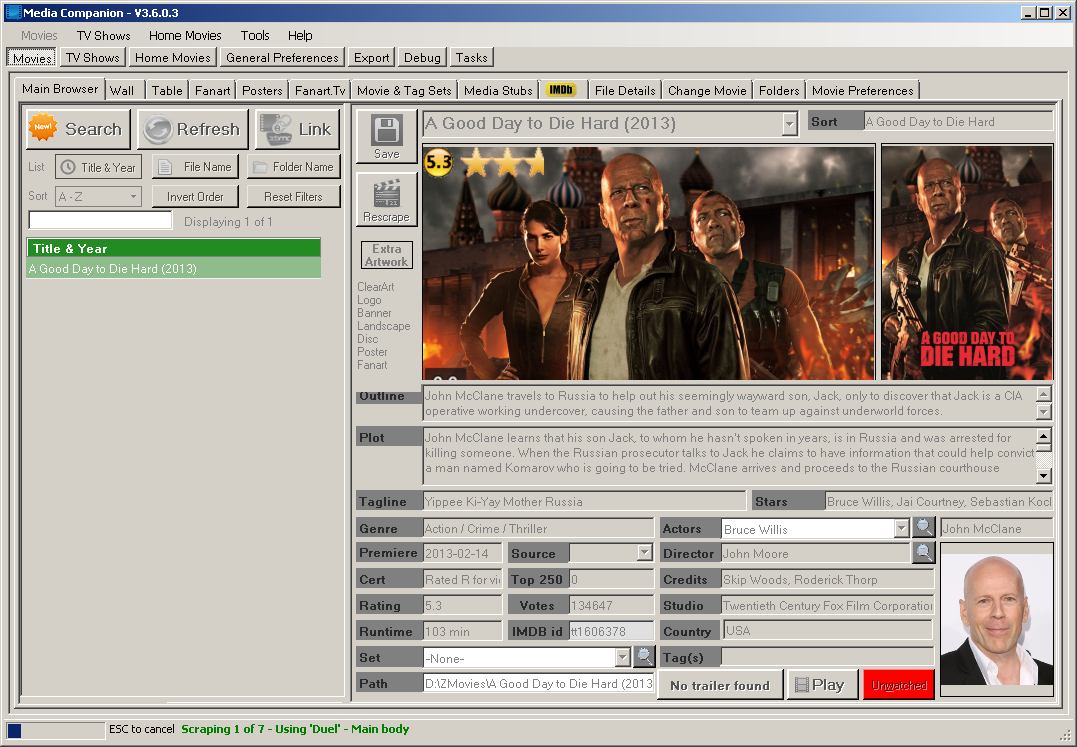 Media Companion - V3.6.0.3
Movies TV Shows Home Movies Tools Help
Movies TV Shows Home Movies General Preferences Export Debug Tasks
Main Browser Wall Table Fanart Posters Fanart.Tv Movie & Tag Sets Media Stubs IMDb File Details Change Movie Folders Movie Preferences
New! Search Refresh Link
List Title & Year File Name Folder Name
Sort A - Z Invert Order Reset Filters
Displaying 1 of 1
Title & Year
A Good Day to Die Hard (2013)
Save
Rescrape
Extra
Artwork
ClearArt
Logo
Banner
Landscape
Disc
Poster
Fanart
A Good Day to Die Hard (2013) Sort A Good Day to Die Hard
5.3
A GOOD DAY TO
DIE HARD
Outline John McClane travels to Russia to help out his seemingly wayward son, Jack, only to discover that Jack is a CIA
operative working undercover, causing the father and son to team up against underworld forces.
Plot John McClane learns that his son Jack, to whom he hasn't spoken in years, is in Russia and was arrested for
killing someone. When the Russian prosecutor talks to Jack he claims to have information that could help convict
a man named Komarov who is going to be tried. McClane arrives and proceeds to the Russian courthouse
Tagline Yippee Ki-Yay Mother Russia Stars Bruce Willis, Jai Courtney, Sebastian Kocl
Genre Action / Crime / Thriller Actors Bruce Willis John McClane
Premiere 2013-02-14 Source Director John Moore
Cert Rated R for vi Top 250 0 Credits Skip Woods, Roderick Thorp
Rating 5.3 Votes 134647 Studio Twentieth Century Fox Film Corporation
Runtime 103 min IMDB id tt1606378 Country USA
Set -None- Tag(s)
Path D:\ZMovies\A Good Day to Die Hard (2013 No trailer found Play Unwatched
ESC to cancel Scraping 1 of 7 - Using 'Duel' - Main body